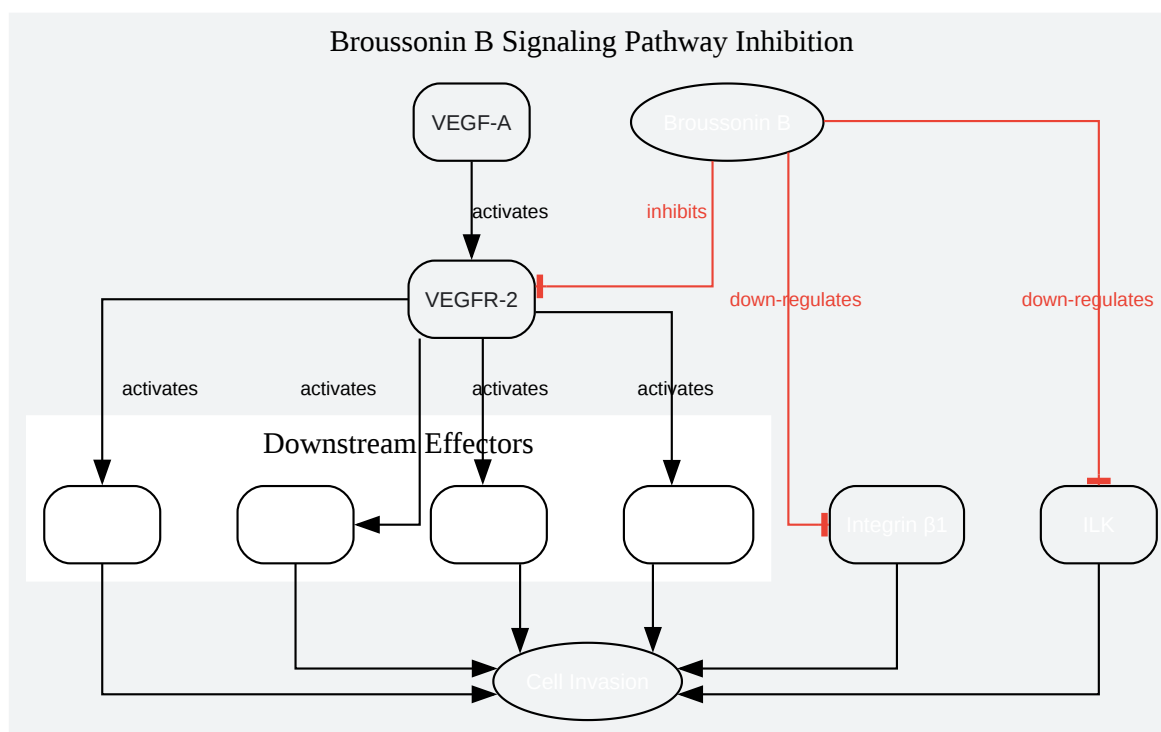 Broussonin B Signaling Pathway Inhibition
VEGF-A
Broussonin B
activates
inhibits
VEGFR-2
down-regulates
down-regulates
activates
activates
activates
activates
Downstream Effectors
Integrin β1
ILK
Cell Invasion